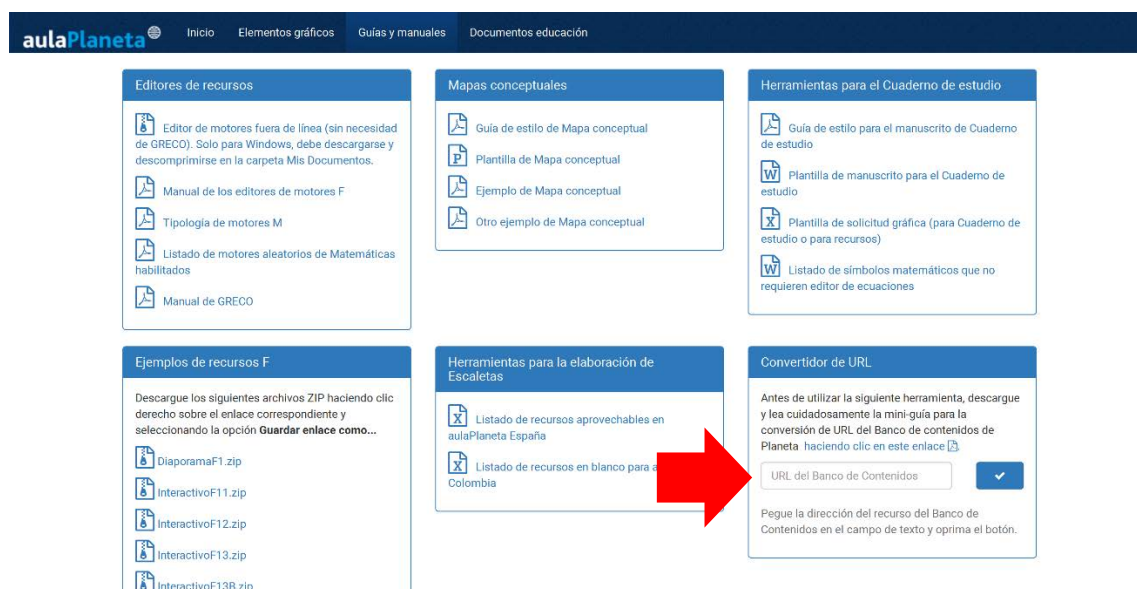 aulaPlaneta
Inicio
Elementos gráficos
Guías y manuales
Documentos educación
Editores de recursos
Editor de motores fuera de línea (sin necesidad
de GRECO). Solo para Windows, debe descargarse y
descomprimirse en la carpeta Mis Documentos.
Manual de los editores de motores F
Tipología de motores M
Listado de motores aleatorios de Matemáticas
habilitados
Manual de GRECO
Mapas conceptuales
Guía de estilo de Mapa conceptual
P Plantilla de Mapa conceptual
Ejemplo de Mapa conceptual
Otro ejemplo de Mapa conceptual
Herramientas para el Cuaderno de estudio
Guía de estilo para el manuscrito de Cuaderno
de estudio
W Plantilla de manuscrito para el Cuaderno de
estudio
X Plantilla de solicitud gráfica (para Cuaderno de
estudio o para recursos)
W Listado de símbolos matemáticos que no
requieren editor de ecuaciones
Ejemplos de recursos F
Descargue los siguientes archivos ZIP haciendo clic
derecho sobre el enlace correspondiente y
seleccionando la opción Guardar enlace como...
DiaporamaF1.zip
InteractivoF11.zip
InteractivoF12.zip
InteractivoF13.zip
InteractivoF13B.zip
Herramientas para la elaboración de
Escaletas
X Listado de recursos aprovechables en
aulaPlaneta España
X Listado de recursos en blanco para
Colombia
Convertidor de URL
Antes de utilizar la siguiente herramienta, descargue
y lea cuidadosamente la mini-guía para la
conversión de URL del Banco de contenidos de
Planeta haciendo clic en este enlace
URL del Banco de Contenidos
Pegue la dirección del recurso del Banco de
Contenidos en el campo de texto y oprima el botón.